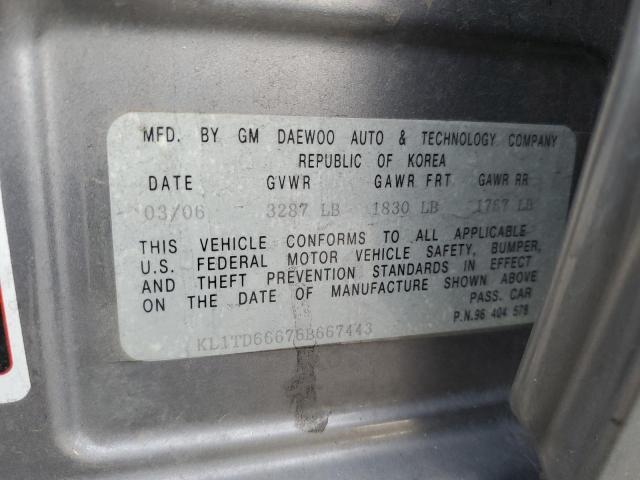 MFD. BY GM DAEWOO AUTO & TECHNOLOGY COMPANY
REPUBLIC OF KOREA
DATE GVWR GAWR FRT GAWR RR
03/06 3287 LB 1830 LB 1787 LB
THIS VEHICLE CONFORMS TO ALL APPLICABLE
U.S. FEDERAL MOTOR VEHICLE SAFETY, BUMPER,
AND THEFT PREVENTION STANDARDS IN EFFECT
ON THE DATE OF MANUFACTURE SHOWN ABOVE
PASS. CAR
KL1TD66676B667443
P.N.96 404 578